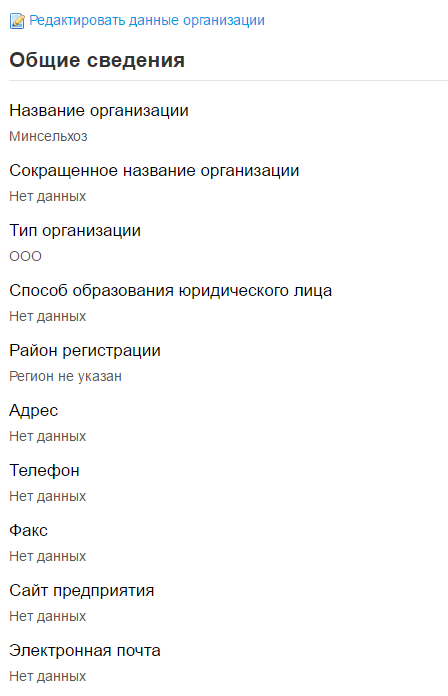 Редактировать данные организации
Общие сведения
Название организации
Минсельхоз
Сокращенное название организации
Нет данных
Тип организации
ООО
Способ образования юридического лица
Нет данных
Район регистрации
Регион не указан
Адрес
Нет данных
Телефон
Нет данных
Факс
Нет данных
Сайт предприятия
Нет данных
Электронная почта
Нет данных